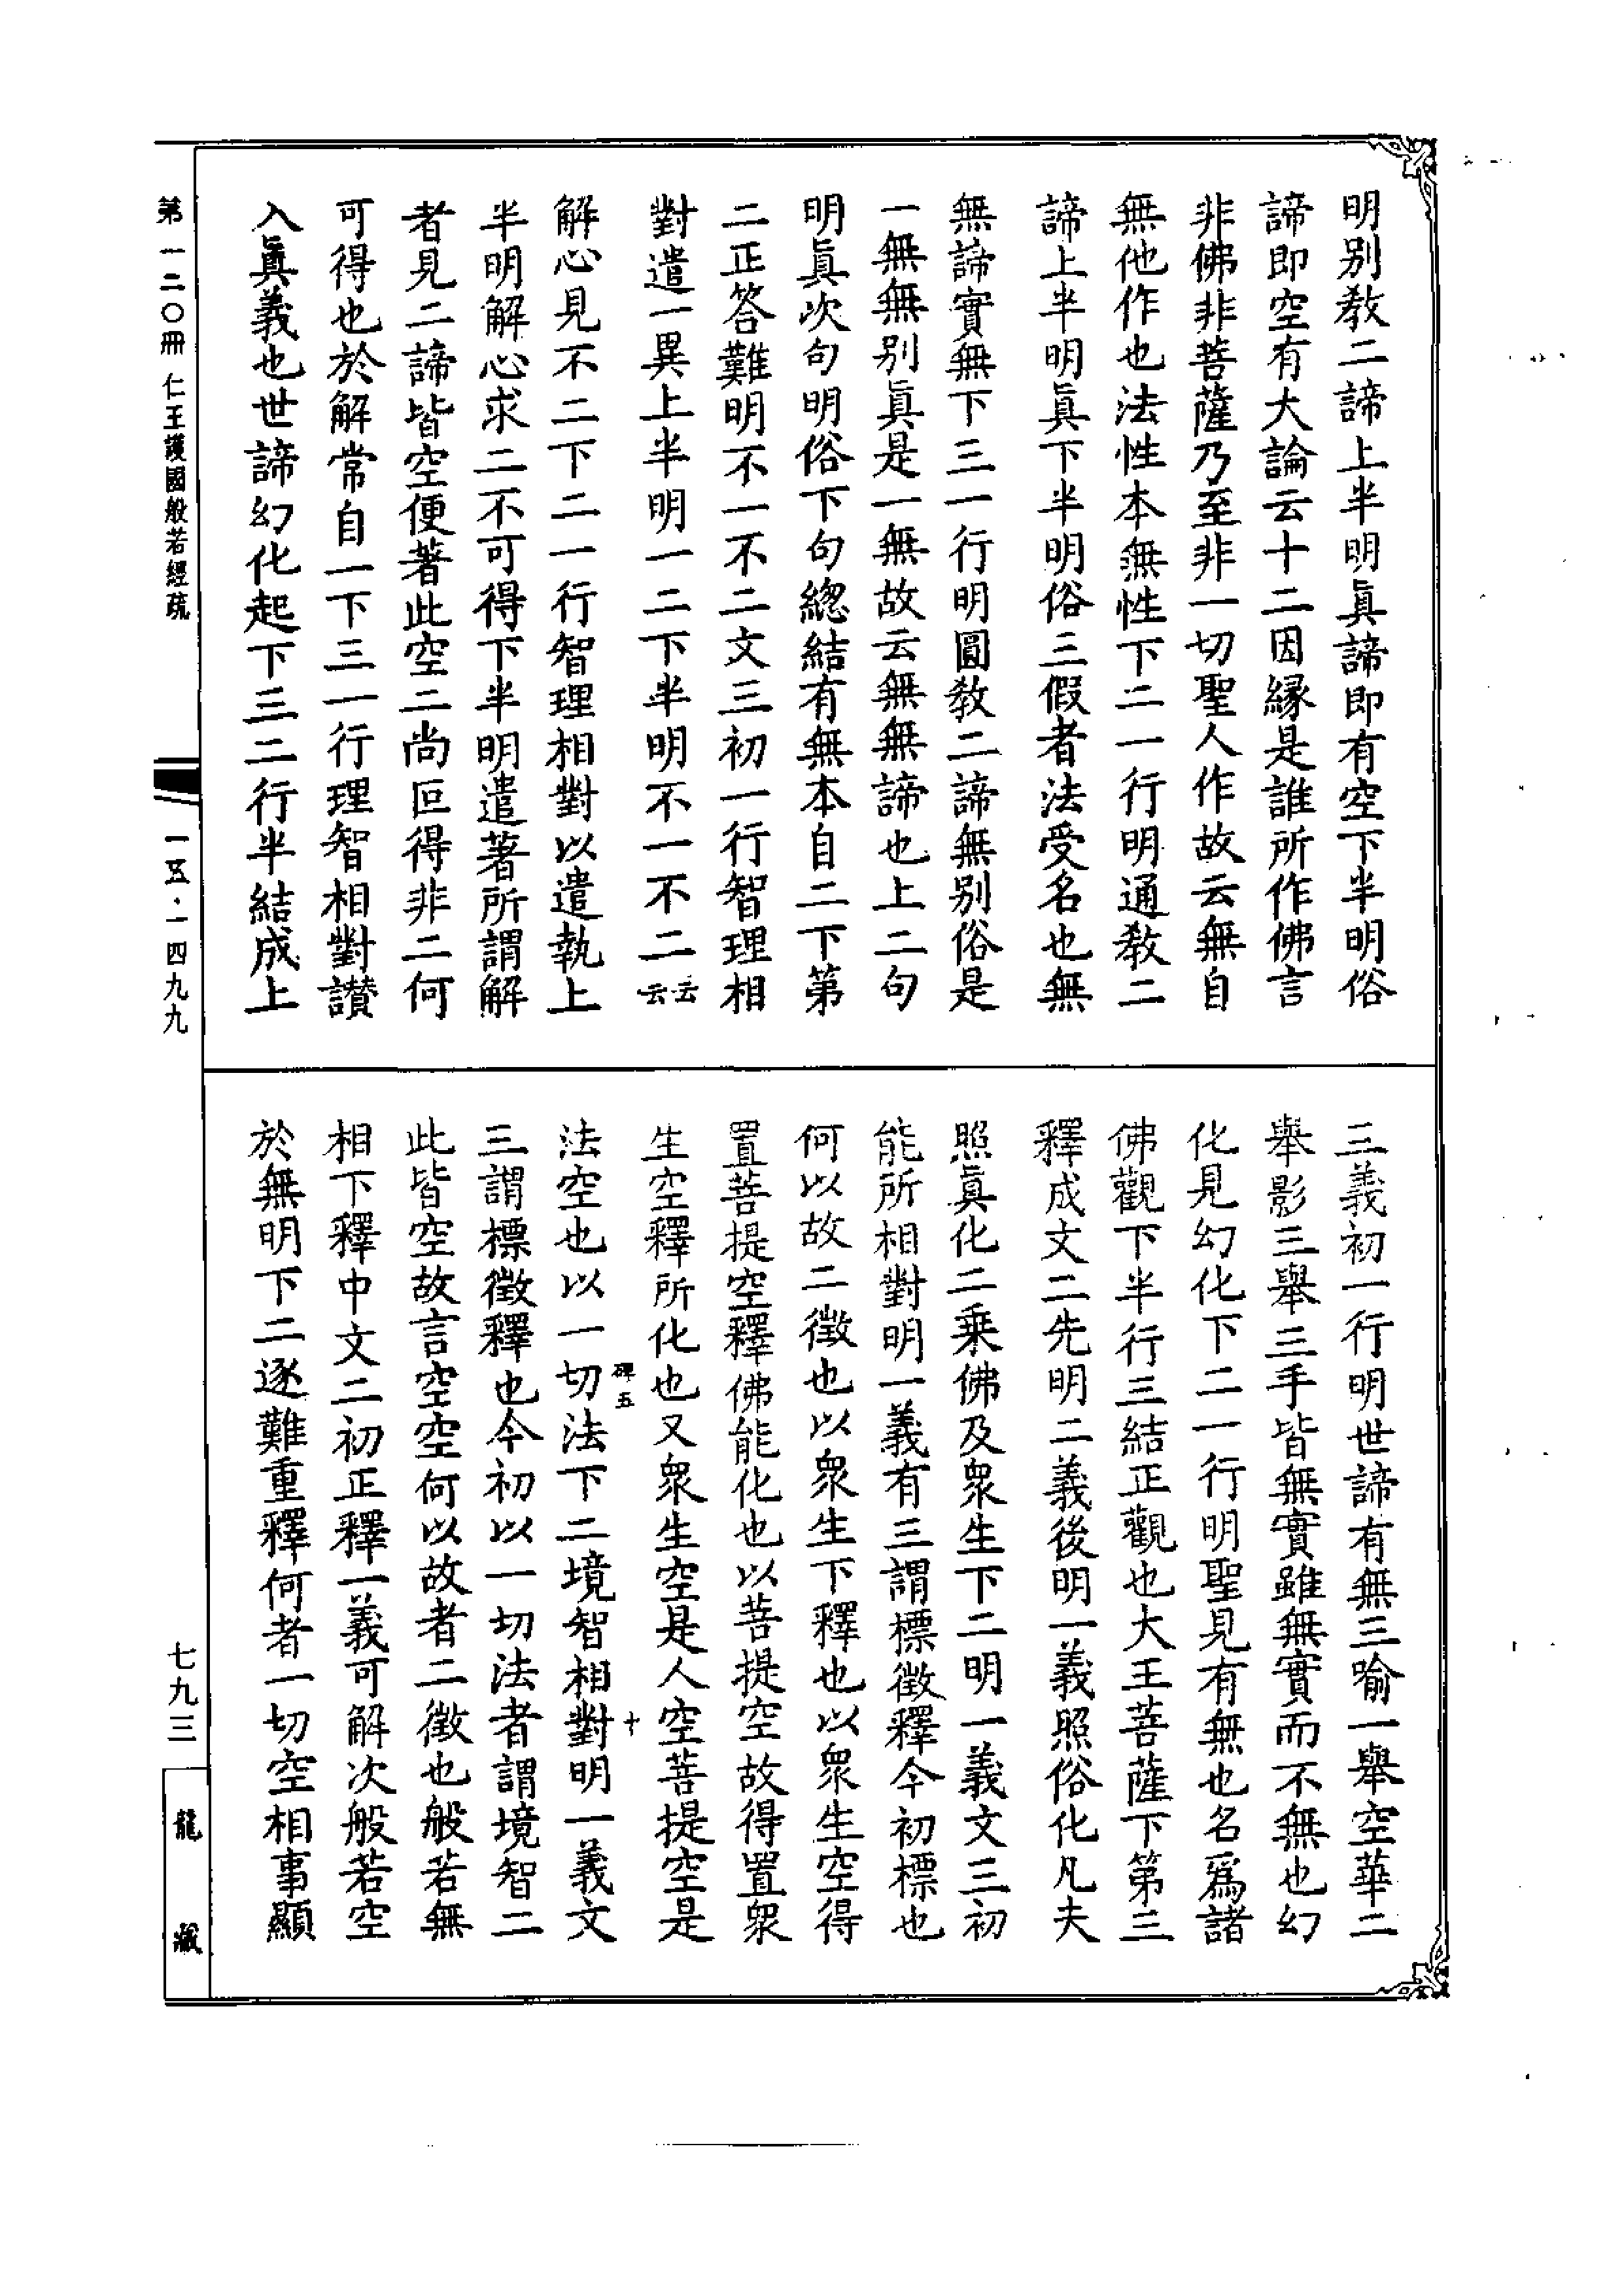 明别敎二諦上半明眞諦即有空下半明俗
諦即空有大論云十二因縁是誰所作佛言
非佛非菩薩乃至非一切聖人作故云無自
無他作也法性本無性下二一行明通敎二
諦上半明眞下半明俗三假者法受名也無
無諦實無下三一行明圓敎二諦無别俗是
一無無别眞是一無故云無無諦也上二句
明眞次句明俗下句總結有無本自二下第
二正答難明不一不二文三初一行智理相
對遣一異上半明一二下半明不一不二云云
解心見不二下二一行智理相對以遣執上
半明解心求二不可得下半明遣著所謂解
者見二諦皆空便著此空二尚叵得非二何
可得也於解常自一下三一行理智相對讃
入眞義也世諦幻化起下三二行半結成上
三義初一行明世諦有無三喻一舉空華二
舉影三舉三手皆無實雖無實而不無也幻
化見幻化下二一行明聖見有無也名爲諸
佛觀下半行三結正觀也大王菩薩下第三
釋成文二先明二義後明一義照俗化凡夫
照眞化二乗佛及衆生下二明一義文三初
能所相對明一義有三謂標徴釋今初標也
何以故二徴也以衆生下釋也以衆生空得
置菩提空釋佛能化也以菩提空故得置衆
生空釋所化也又衆生空是人空菩提空是
法空也以一切法下二境智相對明一義文
碑五
十
三謂標徴釋也今初以一切法者謂境智二
此皆空故言空空何以故者二徴也般若無
相下釋中文二初正釋一義可解次般若空
於無明下二逐難重釋何者一切空相事顯
第一二〇冊 仁王護國般若經疏
一五·一四九九
七九三
龍藏